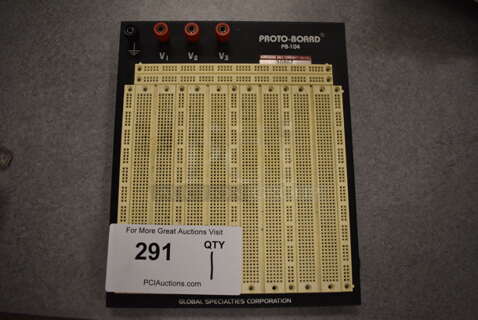 PROTO-BOARD®
PB-104
V1 V2 V3
For More Great Auctions Visit
291
QTY
1
PCIAuctions.com
GLOBAL SPECIALTIES CORPORATION